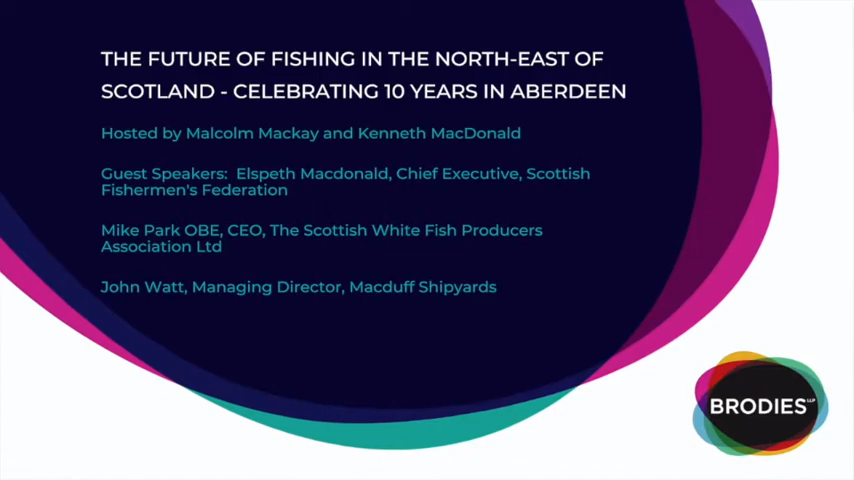 THE FUTURE OF FISHING IN THE NORTH-EAST OF
SCOTLAND - CELEBRATING 10 YEARS IN ABERDEEN
Hosted by Malcolm Mackay and Kenneth MacDonald
Guest Speakers: Elspeth Macdonald, Chief Executive, Scottish
Fishermen's Federation
Mike Park OBE, CEO, The Scottish White Fish Producers
Association Ltd
John Watt, Managing Director, Macduff Shipyards
BRODIES LLP